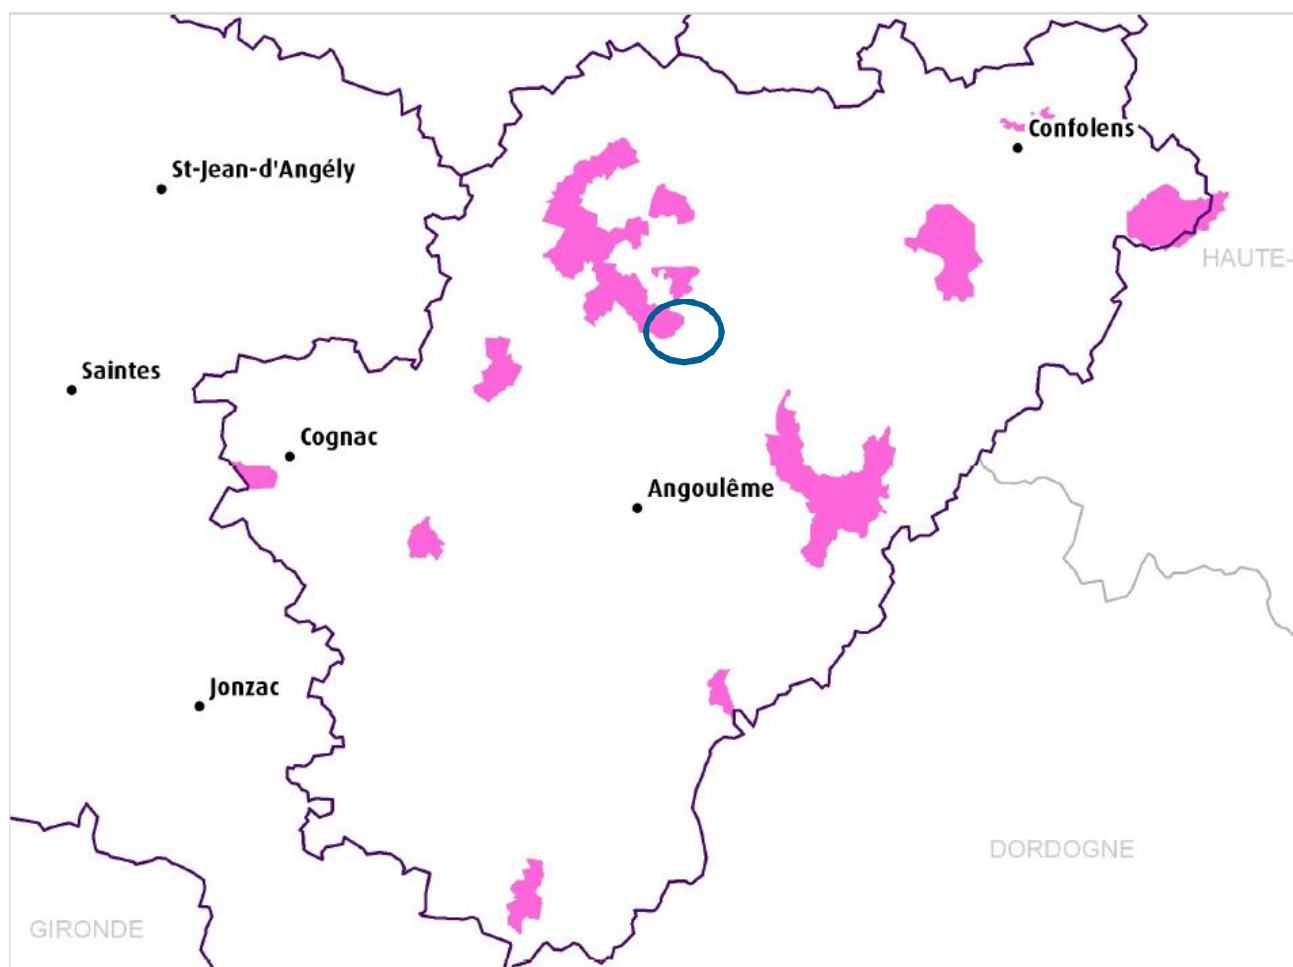 Confolens
St-Jean-d'Angély
HAUTE-
Saintes
Cognac
Angoulême
Jonzac
DORDOGNE
GIRONDE